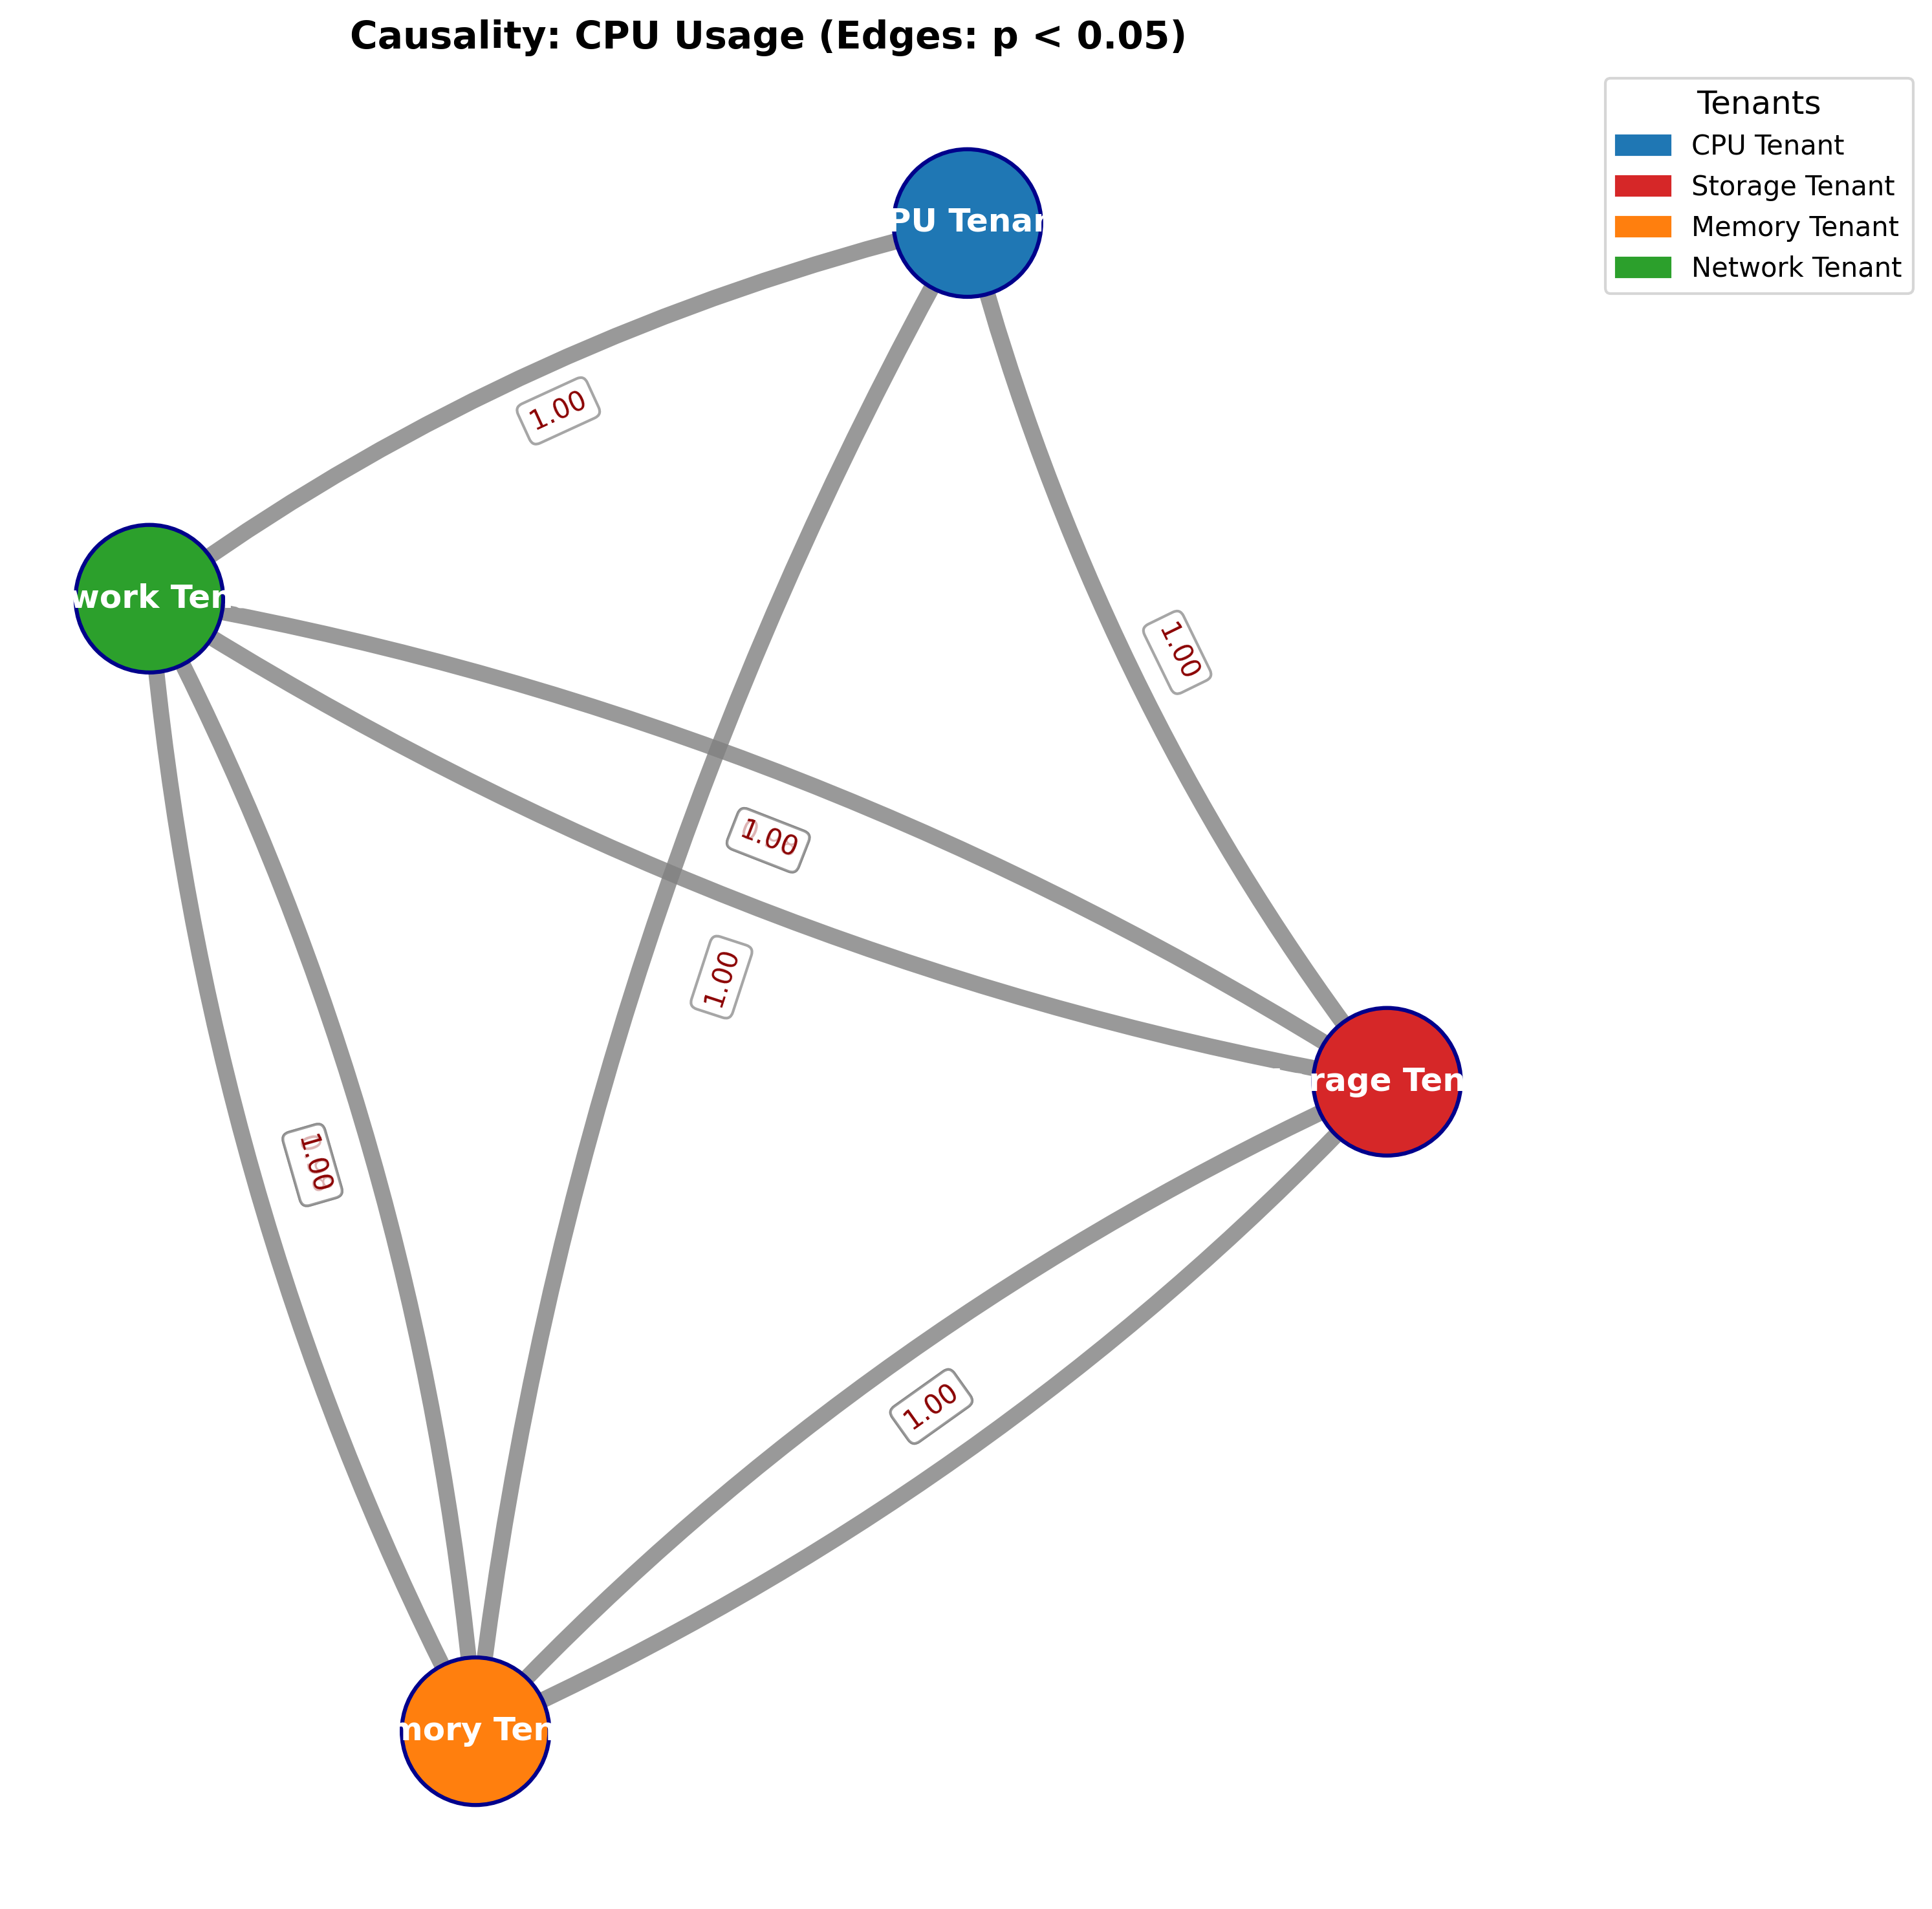 Causality: CPU Usage (Edges: p < 0.05)
Tenants
CPU Tenant
Storage Tenant
Memory Tenant
Network Tenant
PU Tenan
1.00
work Ten
1.00
1.00
1.00
rage Ten
1.00
1.00
mory Ten